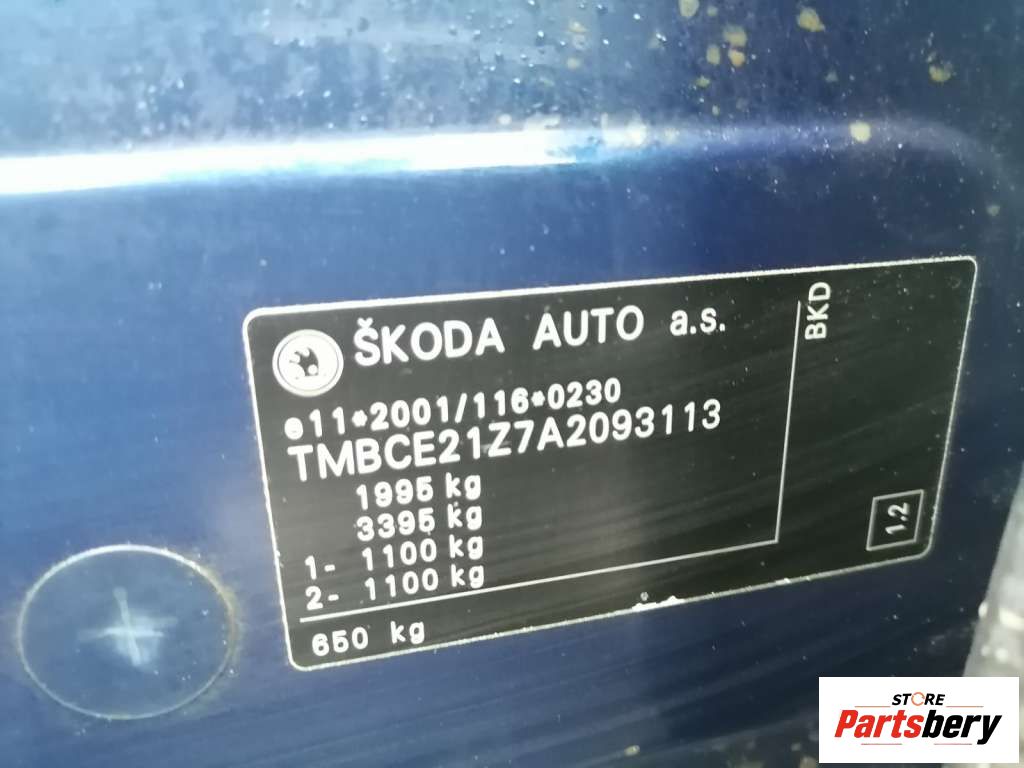 ŠKODA AUTO a.s.
BKD
e11*2001/116*0230
TMBCE21Z7A2093113
1995 kg
3395 kg
1- 1100 kg
2- 1100 kg
650 kg
1.2
STORE
Partsbery